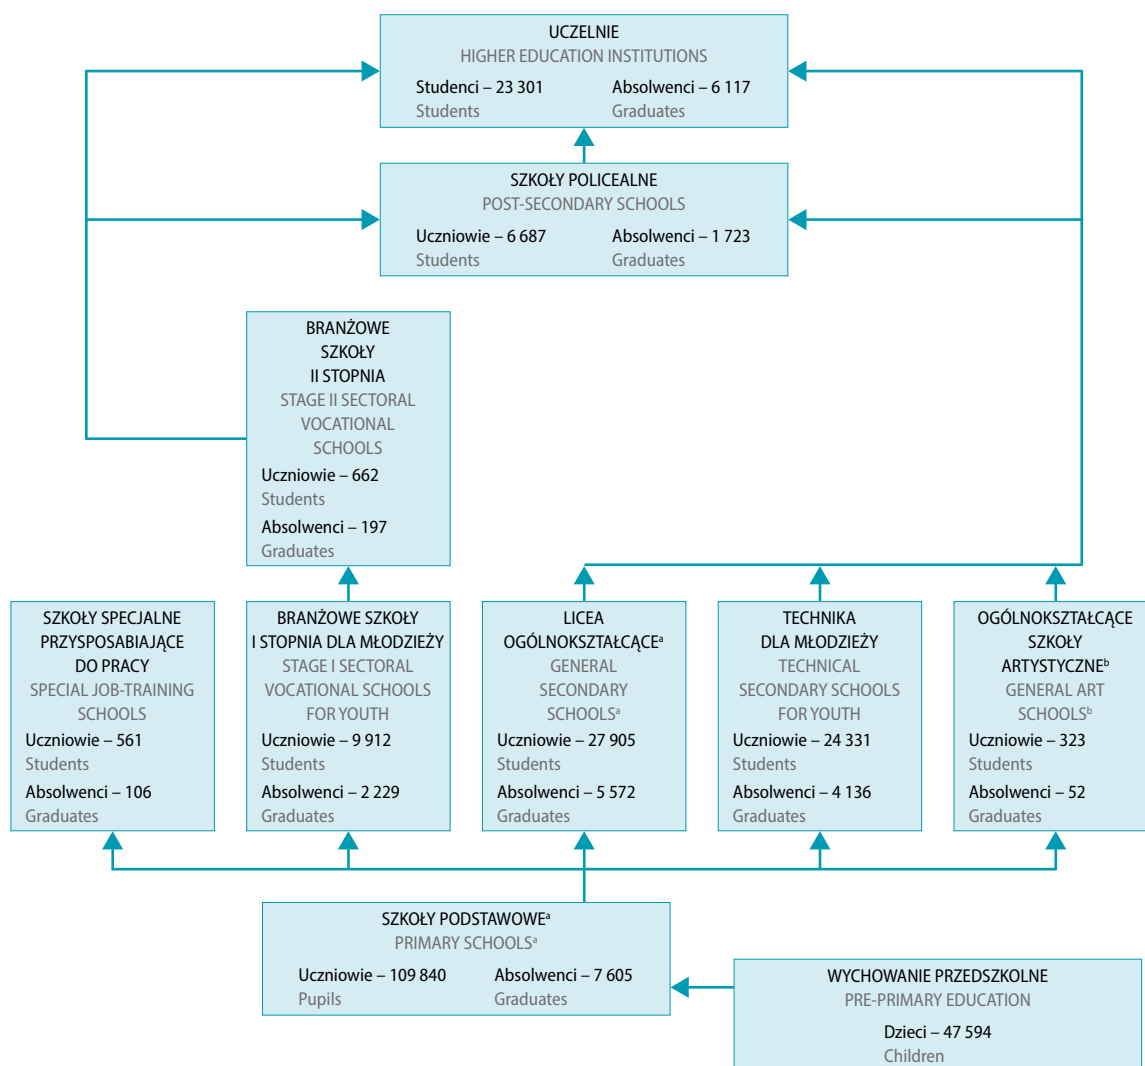 UCZELNIE
HIGHER EDUCATION INSTITUTIONS
Studenci – 23 301 Absolwenci – 6 117
Students Graduates
SZKOŁY POLICEALNE
POST-SECONDARY SCHOOLS
Uczniowie – 6 687 Absolwenci – 1 723
Students Graduates
BRANŻOWE
SZKOŁY
II STOPNIA
STAGE II SECTORAL
VOCATIONAL
SCHOOLS
Uczniowie – 662
Students
Absolwenci – 197
Graduates
SZKOŁY SPECJALNE
PRZYSPOSABIAJĄCE
DO PRACY
SPECIAL JOB-TRAINING
SCHOOLS
Uczniowie – 561
Students
Absolwenci – 106
Graduates
BRANŻOWE SZKOŁY
I STOPNIA DLA MŁODZIEŻY
STAGE I SECTORAL
VOCATIONAL SCHOOLS
FOR YOUTH
Uczniowie – 9 912
Students
Absolwenci – 2 229
Graduates
LICEA
OGÓLNOKSZTAŁCĄCEᵃ
GENERAL
SECONDARY
SCHOOLSᵃ
Uczniowie – 27 905
Students
Absolwenci – 5 572
Graduates
TECHNIKA
DLA MŁODZIEŻY
TECHNICAL
SECONDARY SCHOOLS
FOR YOUTH
Uczniowie – 24 331
Students
Absolwenci – 4 136
Graduates
OGÓLNOKSZTAŁCĄCE
SZKOŁY
ARTYSTYCZNEᵇ
GENERAL ART
SCHOOLSᵇ
Uczniowie – 323
Students
Absolwenci – 52
Graduates
SZKOŁY PODSTAWOWEᵃ
PRIMARY SCHOOLSᵃ
Uczniowie – 109 840 Absolwenci – 7 605
Pupils Graduates
WYCHOWANIE PRZEDSZKOLNE
PRE-PRIMARY EDUCATION
Dzieci – 47 594
Children